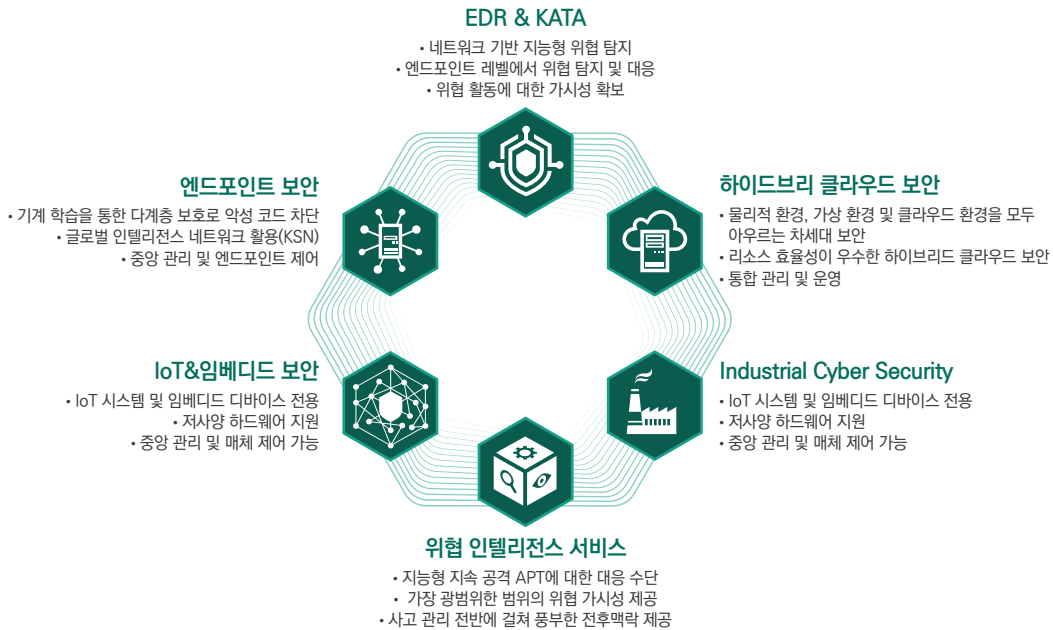 EDR & KATA
• 네트워크 기반 지능형 위협 탐지
• 엔드포인트 레벨에서 위협 탐지 및 대응
• 위협 활동에 대한 가시성 확보
엔드포인트 보안
• 기계 학습을 통한 다계층 보호로 악성 코드 차단
• 글로벌 인텔리전스 네트워크 활용(KSN)
• 중앙 관리 및 엔드포인트 제어
하이드브리 클라우드 보안
• 물리적 환경, 가상 환경 및 클라우드 환경을 모두
아우르는 차세대 보안
• 리소스 효율성이 우수한 하이브리드 클라우드 보안
• 통합 관리 및 운영
IoT&임베디드 보안
• IoT 시스템 및 임베디드 디바이스 전용
• 저사양 하드웨어 지원
• 중앙 관리 및 매체 제어 가능
Industrial Cyber Security
• IoT 시스템 및 임베디드 디바이스 전용
• 저사양 하드웨어 지원
• 중앙 관리 및 매체 제어 가능
위협 인텔리전스 서비스
• 지능형 지속 공격 APT에 대한 대응 수단
• 가장 광범위한 범위의 위협 가시성 제공
• 사고 관리 전반에 걸쳐 풍부한 전후맥락 제공